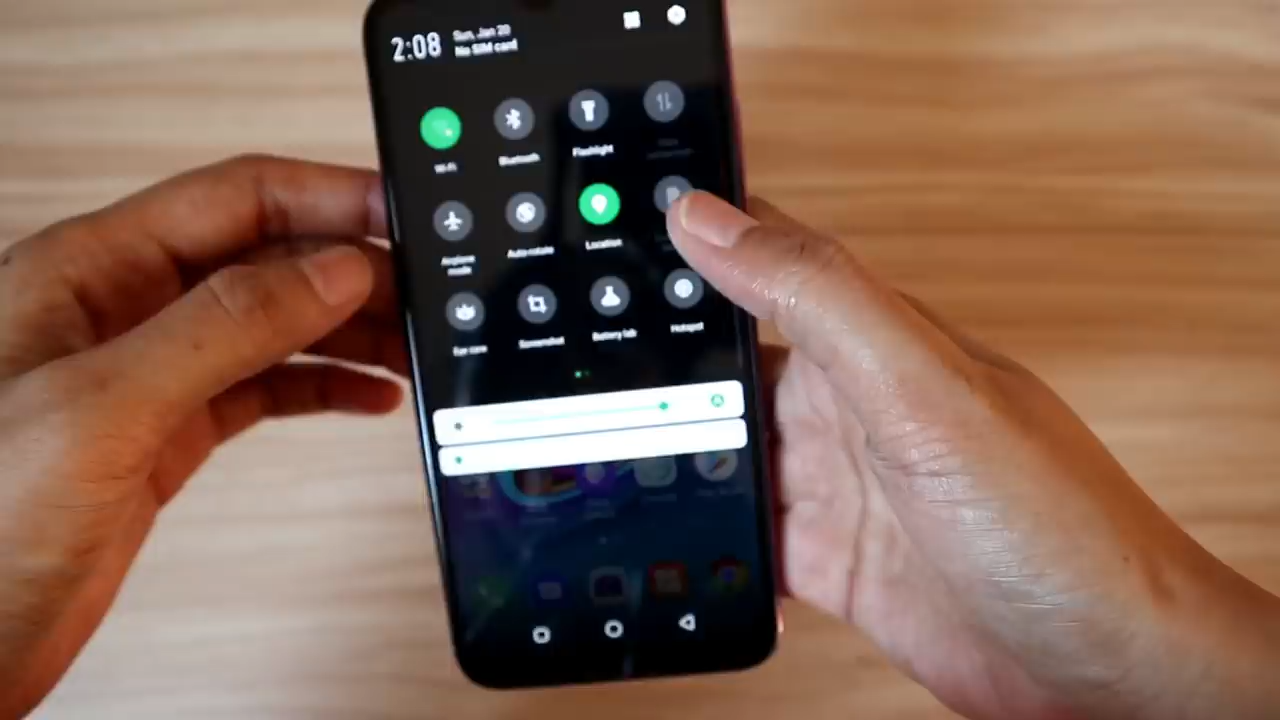 2:08
Sun, Jan 20
No SIM card
Wi-Fi
Bluetooth
Flashlight
Airplane
mode
Auto-rotate
Location
Eye care
Screenshot
Battery lab
Hotspot